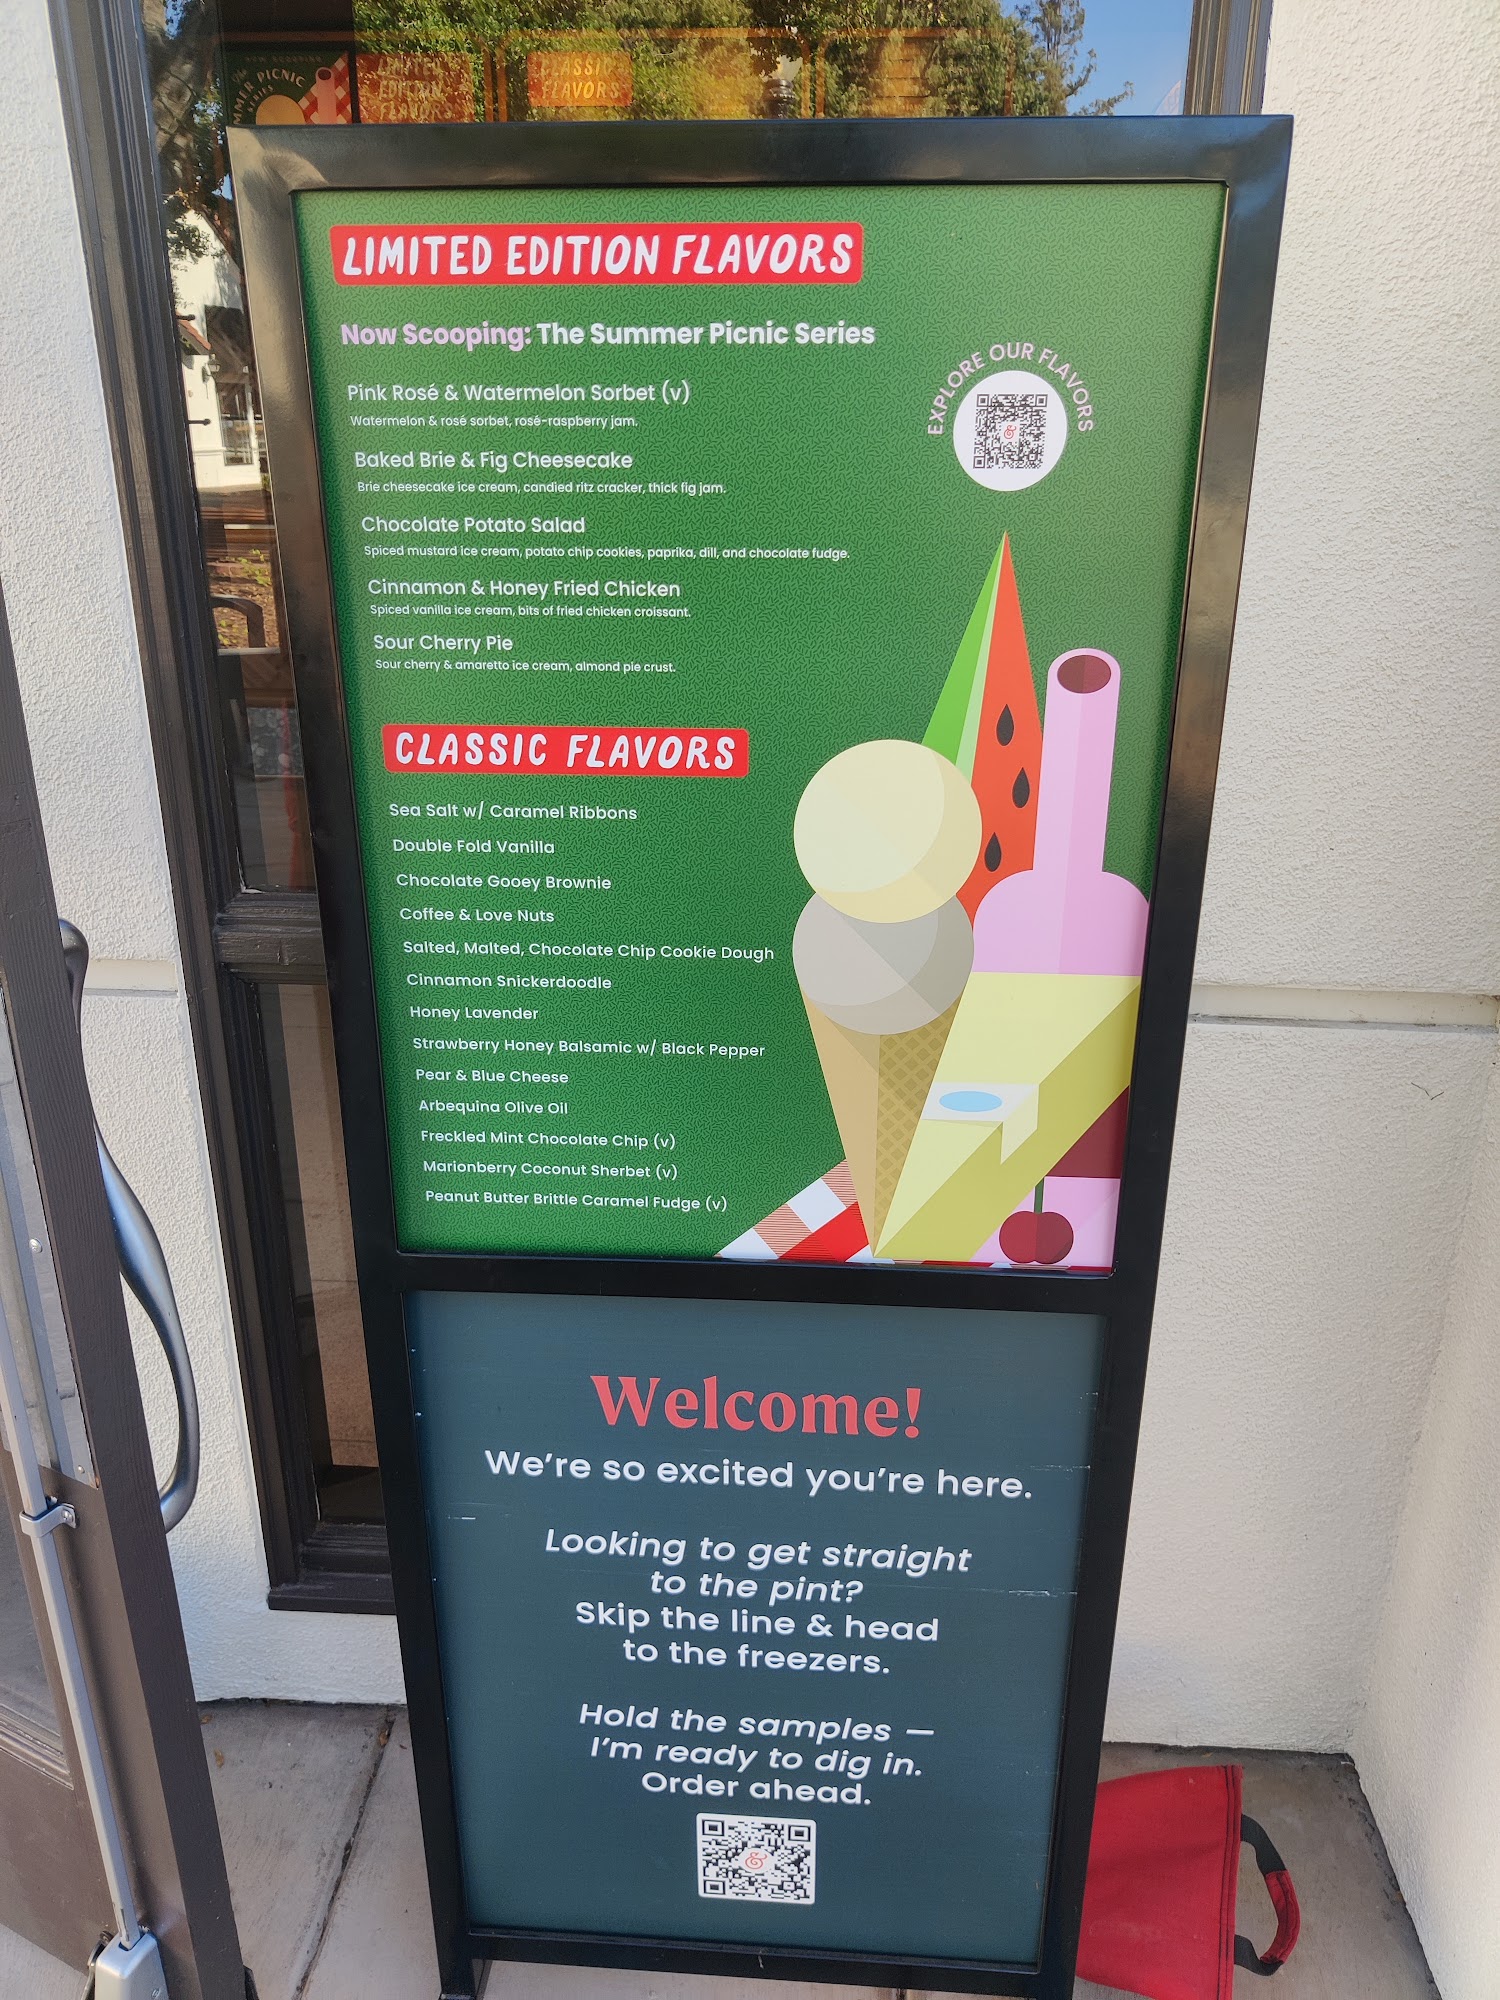 NOW SCOOPING
PICNIC
LIMITED
EDITION
FLAVORS
CLASSIC
FLAVORS
LIMITED EDITION FLAVORS
Now Scooping: The Summer Picnic Series
EXPLORE OUR FLAVORS
&
Pink Rosé & Watermelon Sorbet (v)
Watermelon & rosé sorbet, rosé-raspberry jam.
Baked Brie & Fig Cheesecake
Brie cheesecake ice cream, candied ritz cracker, thick fig jam.
Chocolate Potato Salad
Spiced mustard ice cream, potato chip cookies, paprika, dill, and chocolate fudge.
Cinnamon & Honey Fried Chicken
Spiced vanilla ice cream, bits of fried chicken croissant.
Sour Cherry Pie
Sour cherry & amaretto ice cream, almond pie crust.
CLASSIC FLAVORS
Sea Salt w/ Caramel Ribbons
Double Fold Vanilla
Chocolate Gooey Brownie
Coffee & Love Nuts
Salted, Malted, Chocolate Chip Cookie Dough
Cinnamon Snickerdoodle
Honey Lavender
Strawberry Honey Balsamic w/ Black Pepper
Pear & Blue Cheese
Arbequina Olive Oil
Freckled Mint Chocolate Chip (v)
Marionberry Coconut Sherbet (v)
Peanut Butter Brittle Caramel Fudge (v)
Welcome!
We're so excited you're here.
Looking to get straight
to the pint?
Skip the line & head
to the freezers.
Hold the samples —
I'm ready to dig in.
Order ahead.
&